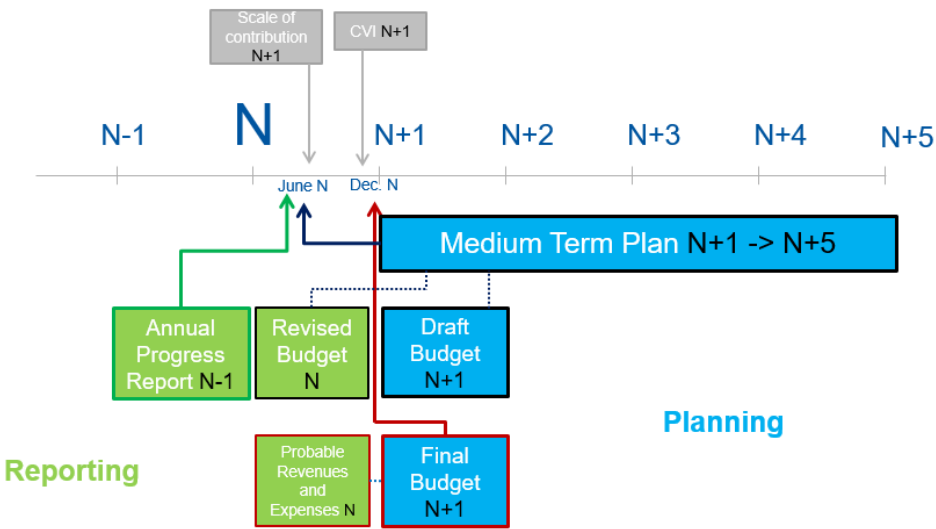 Scale of
contribution
N+1
CVI N+1
N-1
N
N+1
N+2
N+3
N+4
N+5
June N
Dec. N
Medium Term Plan N+1 -> N+5
Annual
Progress
Report N-1
Revised
Budget
N
Draft
Budget
N+1
Planning
Reporting
Probable
Revenues
and
Expenses N
Final
Budget
N+1